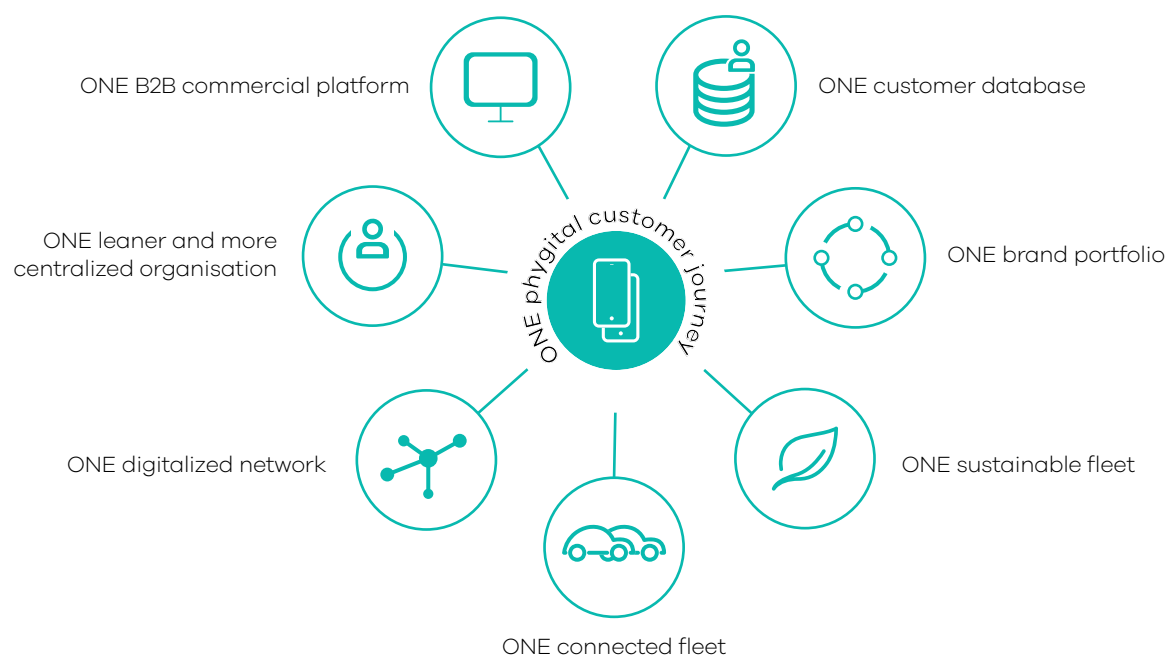 ONE B2B commercial platform
ONE customer database
ONE leaner and more
centralized organisation
ONE phygital customer journey
ONE brand portfolio
ONE digitalized network
ONE sustainable fleet
ONE connected fleet